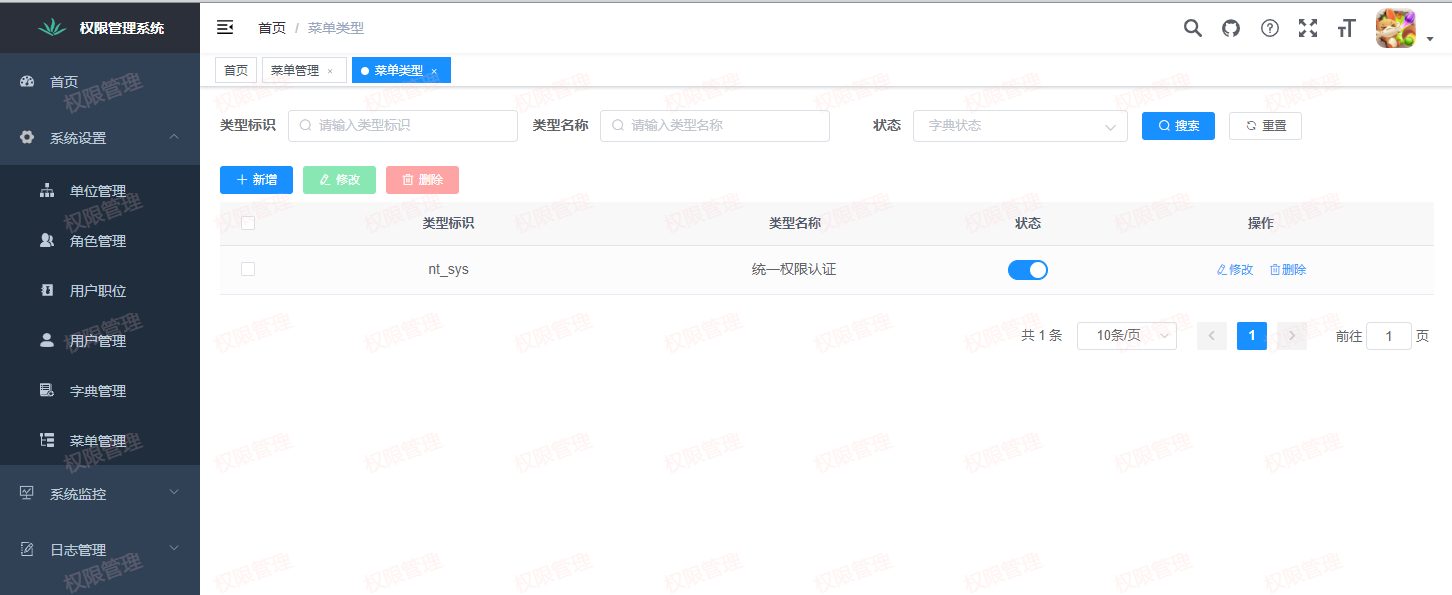 权限管理系统
首页
系统设置
单位管理
角色管理
用户职位
用户管理
字典管理
菜单管理
系统监控
日志管理
首页 / 菜单类型
首页 菜单管理 × 菜单类型 ×
类型标识 请输入类型标识 类型名称 请输入类型名称 状态 字典状态 搜索 重置
新增 修改 删除
类型标识 类型名称 状态 操作
nt_sys 统一权限认证 修改 删除
共 1 条 10条/页 1 前往 1 页
权限管理